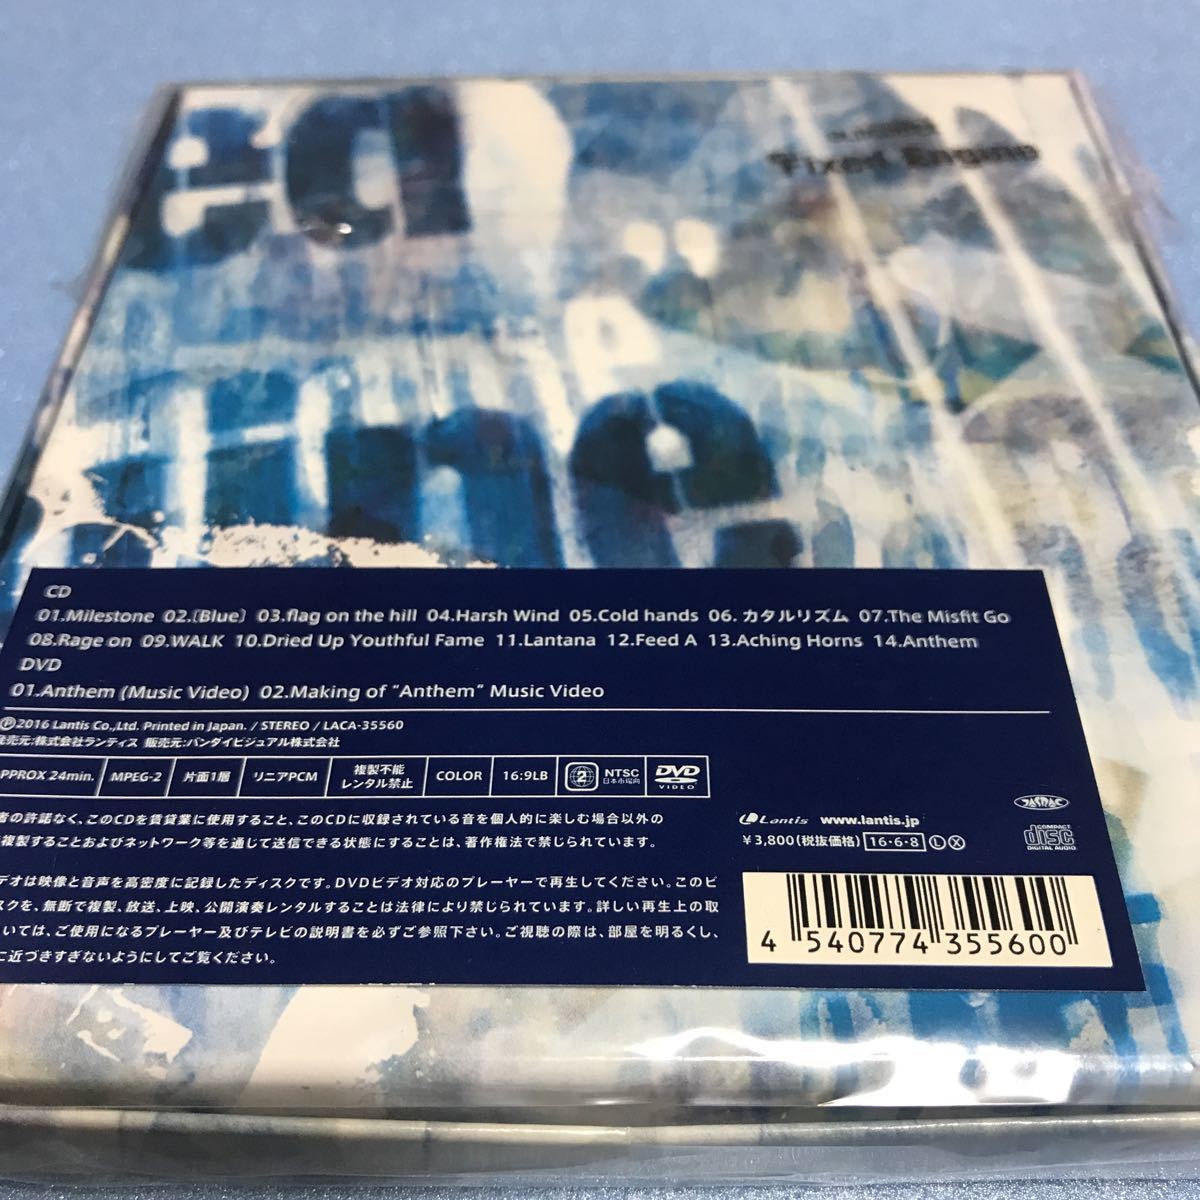 Fixed Engine
CD
01.Milestone 02.[Blue] 03.flag on the hill 04.Harsh Wind 05.Cold hands 06.カタルリズム 07.The Misfit Go
08.Rage on 09.WALK 10.Dried Up Youthful Fame 11.Lantana 12.Feed A 13.Aching Horns 14.Anthem
DVD
01.Anthem (Music Video) 02.Making of "Anthem" Music Video
Ⓟ2016 Lantis Co.,Ltd. Printed in Japan. / STEREO / LACA-35560
発売元:株式会社ランティス 販売元:バンダイビジュアル株式会社
PPROX 24min. MPEG-2 片面1層 リニアPCM 複製不能 レンタル禁止 COLOR 16:9LB 2 NTSC 日本市場向 DVD VIDEO
者の許諾なく、このCDを賃貸業に使用すること、このCDに収録されている音を個人的に楽しむ場合以外の
複製することおよびネットワーク等を通じて送信できる状態にすることは、著作権法で禁じられています。
デオは映像と音声を高密度に記録したディスクです。DVDビデオ対応のプレーヤーで再生してください。このビ
スクを、無断で複製、放送、上映、公開演奏レンタルすることは法律により禁じられています。詳しい再生上の取
いては、ご使用になるプレーヤー及びテレビの説明書を必ずご参照下さい。ご視聴の際は、部屋を明るくし、
に近づきすぎないようにしてご覧ください。
JASRAC
Lantis www.lantis.jp
¥3,800(税抜価格) 16・6・8 Ⓛ Ⓧ
COMPACT disc DIGITAL AUDIO
4 540774 355600